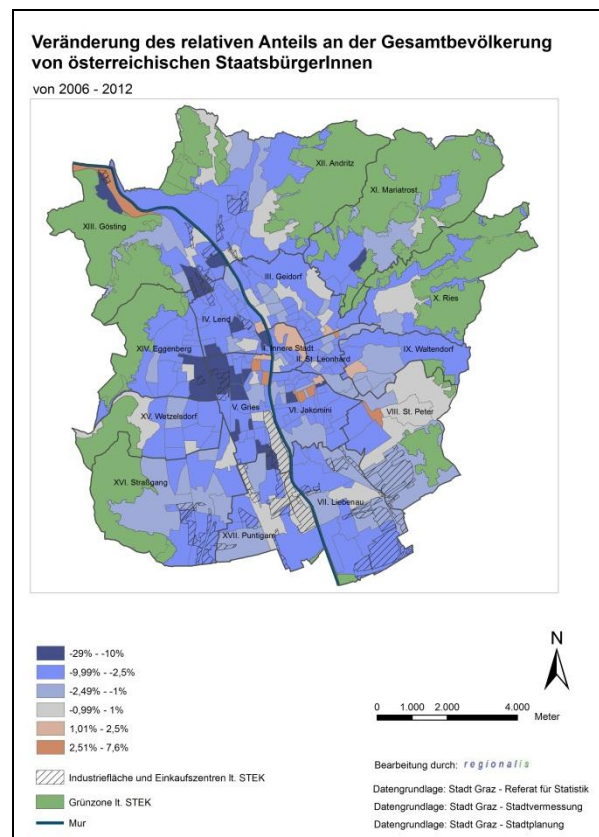 Veränderung des relativen Anteils an der Gesamtbevölkerung
von österreichischen StaatsbürgerInnen
von 2006 - 2012
XII. Andritz
XI. Mariatrost
XIII. Gösting
III. Geidorf
X. Ries
IV. Lend
XIV. Eggenberg
I. Innere Stadt
II. St. Leonhard
IX. Waltendorf
XV. Wetzelsdorf
V. Gries
VI. Jakomini
VIII. St. Peter
XVI. Straßgang
VII. Liebenau
XVII. Puntigam
-29% - -10%
-9,99% - -2,5%
-2,49% - -1%
-0,99% - 1%
1,01% - 2,5%
2,51% - 7,6%
Industriefläche und Einkaufszentren lt. STEK
Grünzone lt. STEK
Mur
N
0 1.000 2.000 4.000
Meter
Bearbeitung durch: regionalis
Datengrundlage: Stadt Graz - Referat für Statistik
Datengrundlage: Stadt Graz - Stadtvermessung
Datengrundlage: Stadt Graz - Stadtplanung